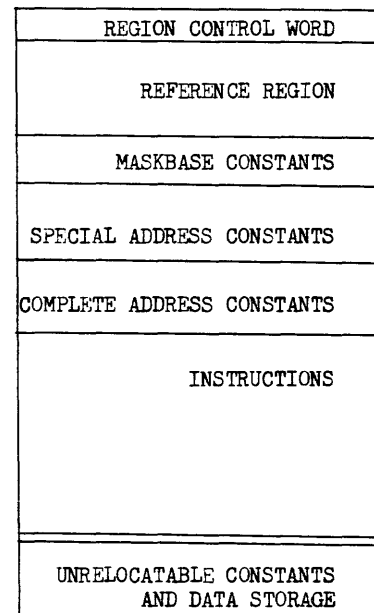 REGION CONTROL WORD
REFERENCE REGION
MASKBASE CONSTANTS
SPECIAL ADDRESS CONSTANTS
COMPLETE ADDRESS CONSTANTS
INSTRUCTIONS
UNRELOCATABLE CONSTANTS
AND DATA STORAGE